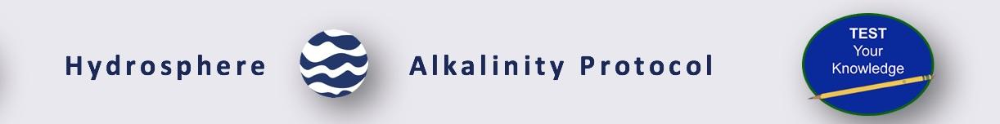 Hydrosphere Alkalinity Protocol
TEST
Your
Knowledge